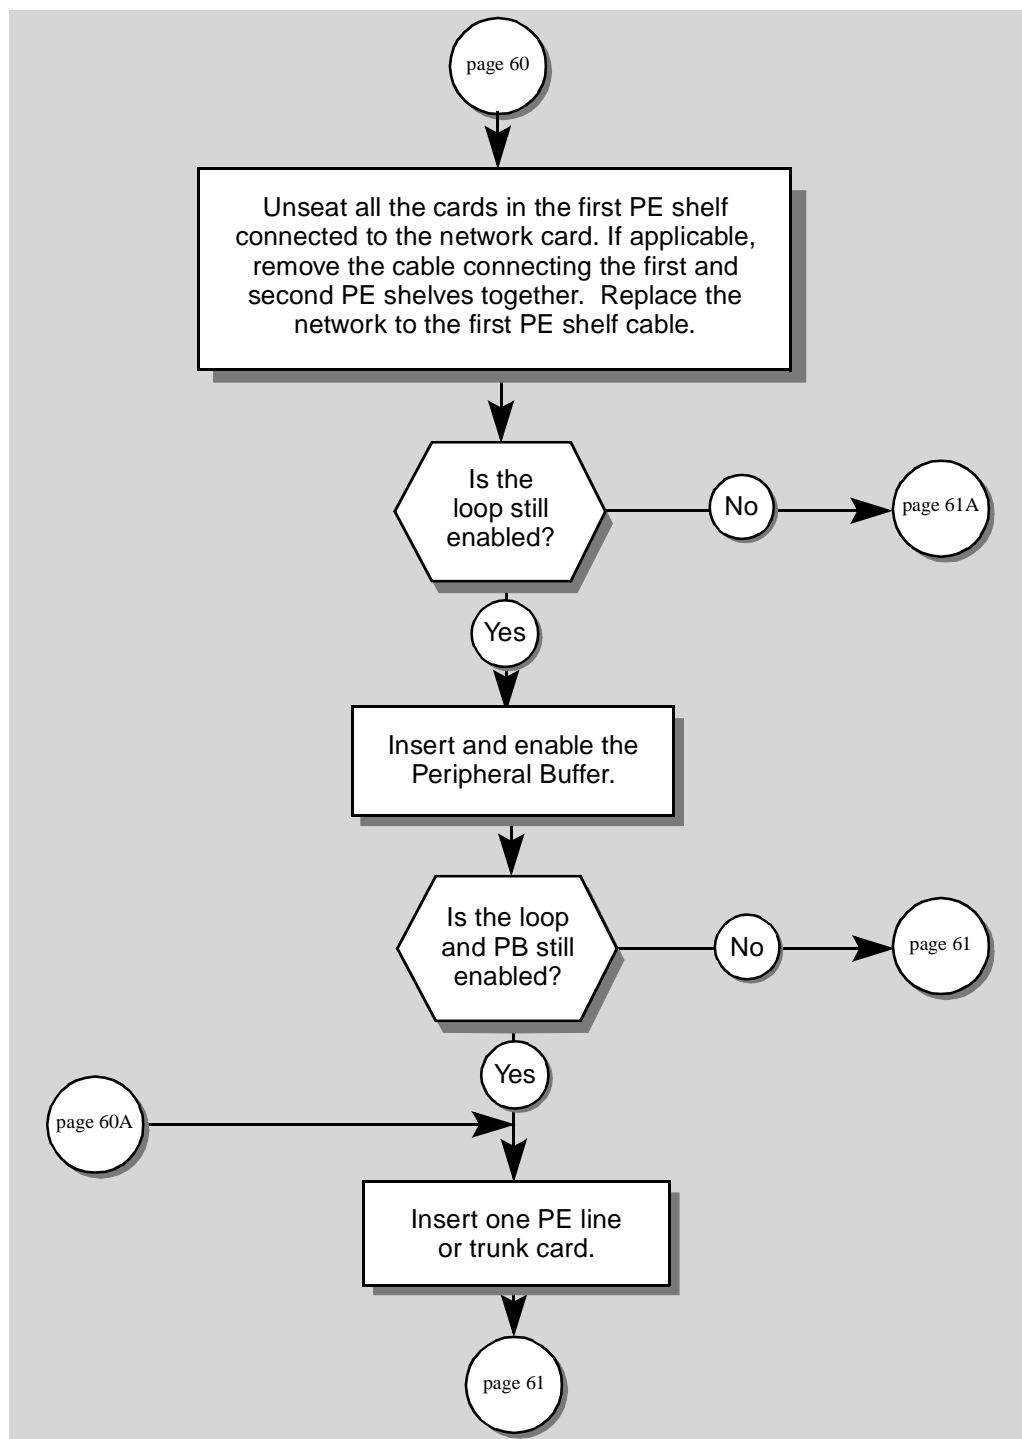 page 60
Unseat all the cards in the first PE shelf
connected to the network card. If applicable,
remove the cable connecting the first and
second PE shelves together.  Replace the
network to the first PE shelf cable.
Is the
loop still
enabled?
No
page 61A
Yes
Insert and enable the
Peripheral Buffer.
Is the loop
and PB still
enabled?
No
page 61
Yes
page 60A
Insert one PE line
or trunk card.
page 61